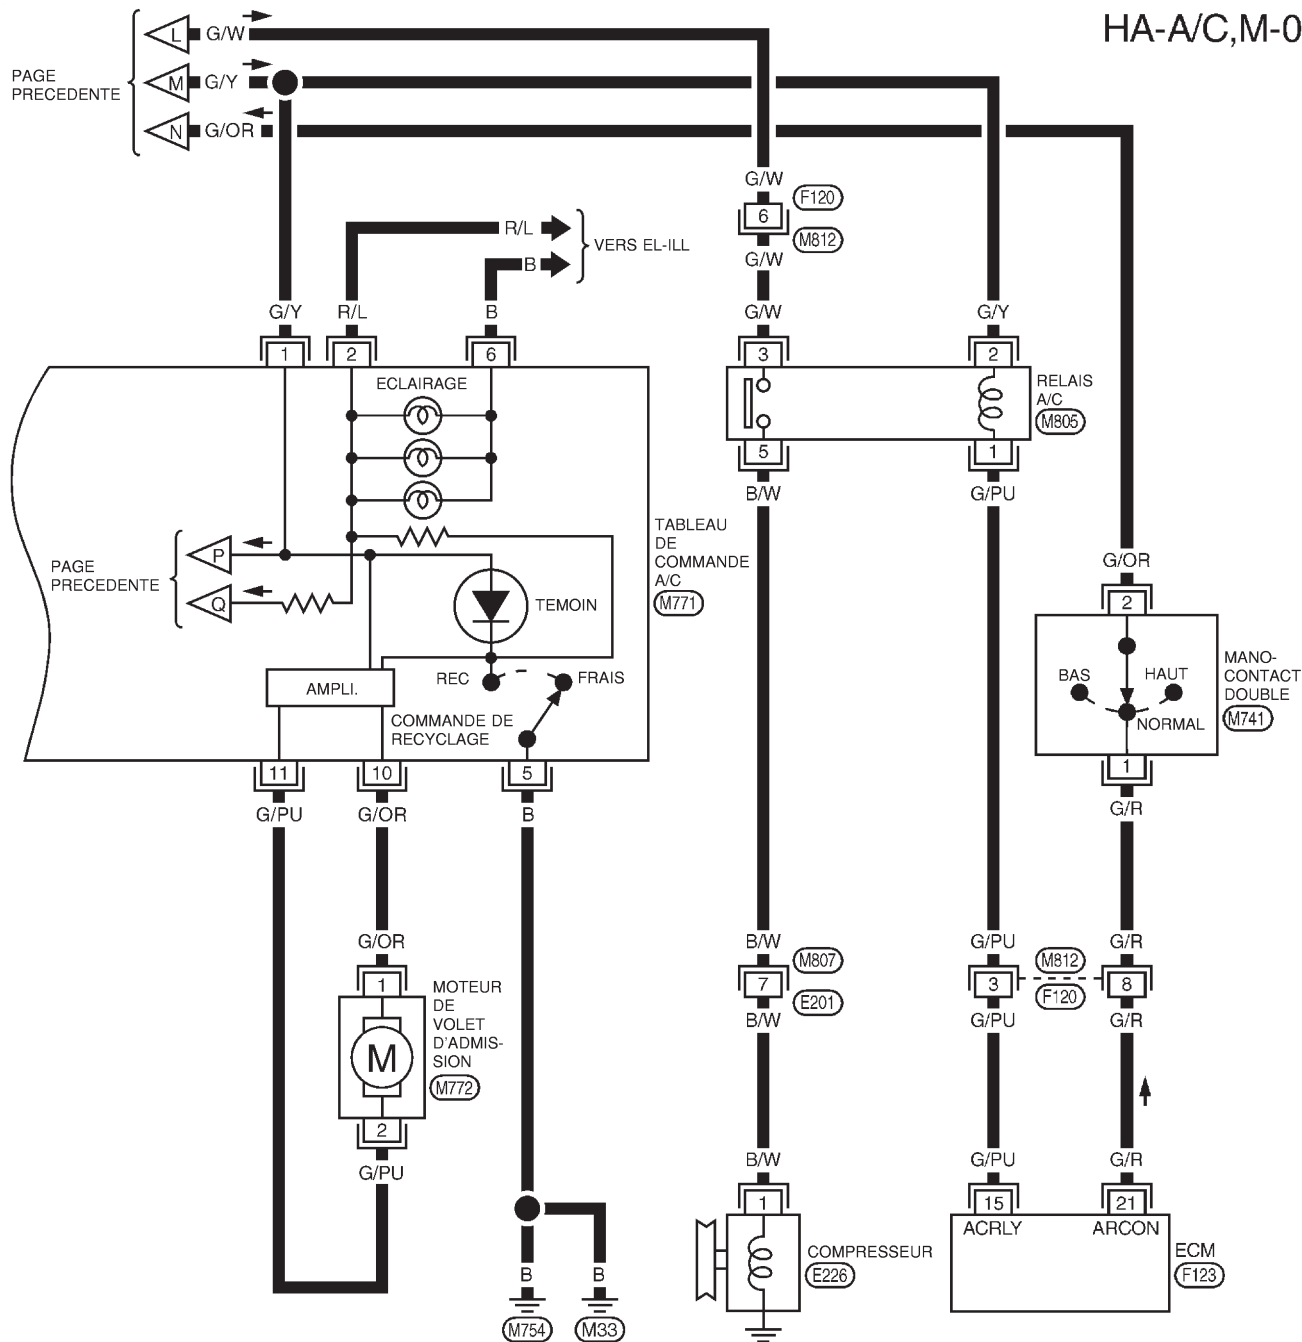 HA-A/C,M-0
L G/W
PAGE
PRECEDENTE
M G/Y
N G/OR
G/W
F120
6
M812
G/W
R/L
B
VERS EL-ILL
G/Y R/L B G/W G/Y
1 2 6 3 2
ECLAIRAGE
RELAIS
A/C
M805
5 1
B/W G/PU
TABLEAU
DE
COMMANDE
A/C
M771
PAGE
PRECEDENTE
P
Q
TEMOIN
G/OR
2
MANO-
CONTACT
DOUBLE
M741
BAS HAUT
NORMAL
1
G/R
AMPLI.
REC FRAIS
COMMANDE DE
RECYCLAGE
11 10 5
G/PU G/OR B
G/OR
1
MOTEUR
DE
VOLET
D'ADMIS-
SION
M772
M
2
G/PU
B/W G/PU G/R
M807
7
E201
M812
3 8
F120
B/W G/PU G/R
B/W G/PU G/R
1 15 21
ACRLY ARCON
COMPRESSEUR
E226
ECM
F123
B B
M754 M33